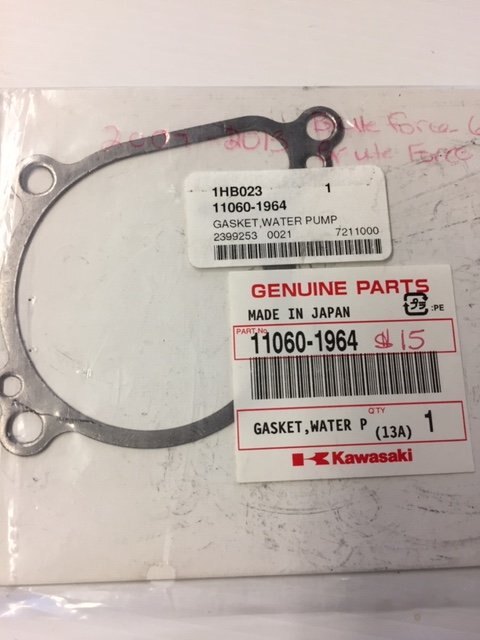 2013 Brute Force
Brute Force
1HB023 1
11060-1964
GASKET,WATER PUMP
2399253 0021 7211000
GENUINE PARTS
MADE IN JAPAN
:PE
PART No.
11060-1964 $15
QTY
GASKET,WATER P (13A) 1
Kawasaki